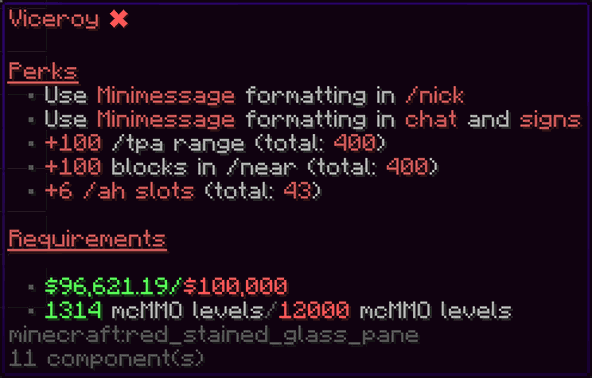 Viceroy ✖
Perks
• Use Minimessage formatting in /nick
• Use Minimessage formatting in chat and signs
• +100 /tpa range (total: 400)
• +100 blocks in /near (total: 400)
• +6 /ah slots (total: 43)
Requirements
• $96,621.19/$100,000
• 1314 mcMMO levels/12000 mcMMO levels
minecraft:red_stained_glass_pane
11 component(s)